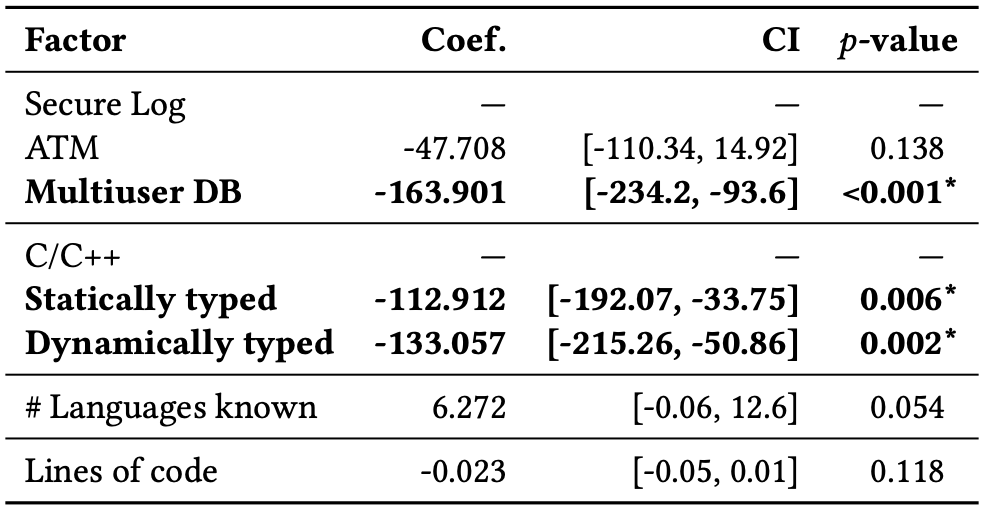 Factor Coef. CI p-value
Secure Log — — —
ATM -47.708 [-110.34, 14.92] 0.138
Multiuser DB -163.901 [-234.2, -93.6] <0.001*
C/C++ — — —
Statically typed -112.912 [-192.07, -33.75] 0.006*
Dynamically typed -133.057 [-215.26, -50.86] 0.002*
# Languages known 6.272 [-0.06, 12.6] 0.054
Lines of code -0.023 [-0.05, 0.01] 0.118